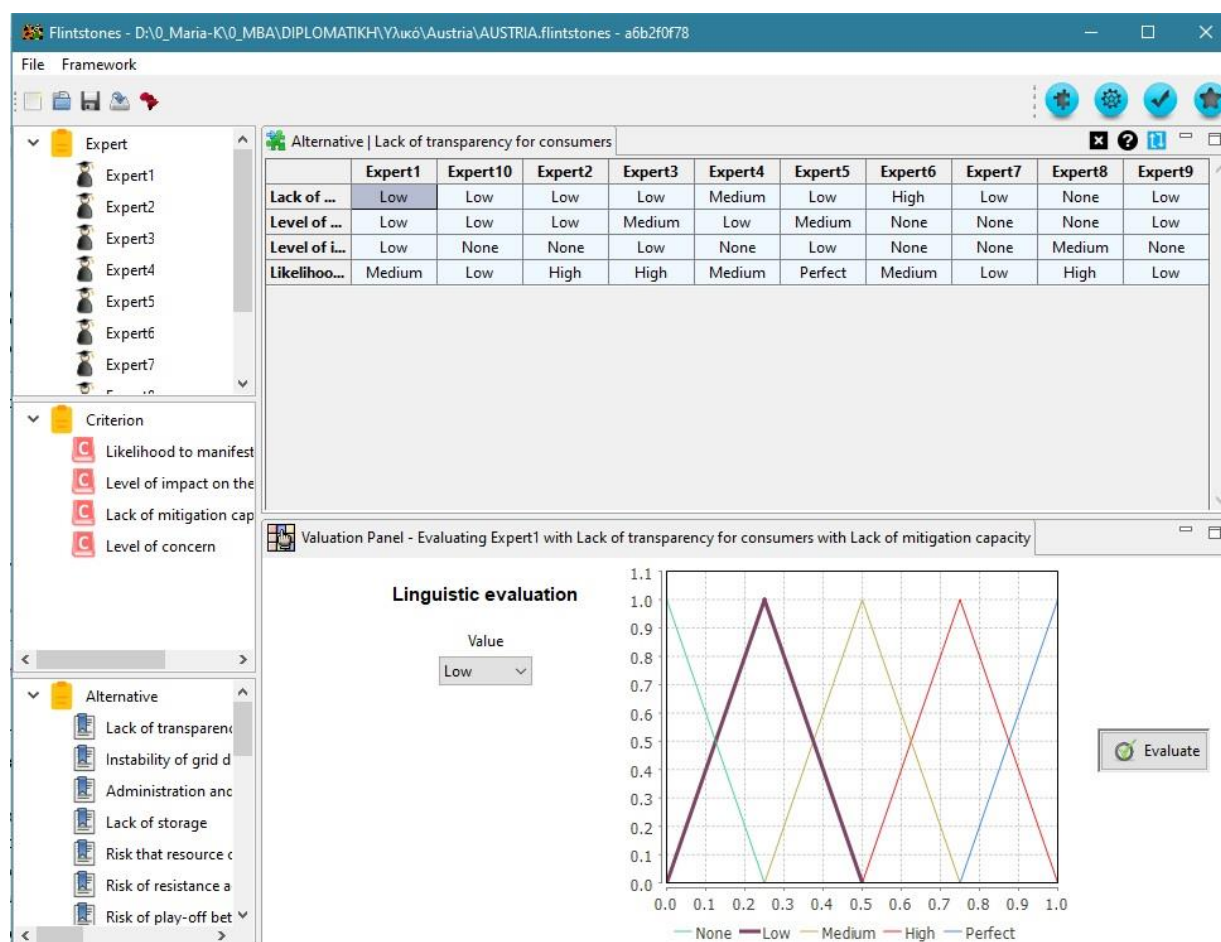 Flintstones - D:\0_Maria-K\0_MBA\DIPLOMATIKH\Υλικό\Austria\AUSTRIA.flintstones - a6b2f0f78
File Framework
Expert
Expert1
Expert2
Expert3
Expert4
Expert5
Expert6
Expert7
Criterion
Likelihood to manifest
Level of impact on the
Lack of mitigation cap
Level of concern
Alternative
Lack of transparenc
Instability of grid d
Administration and
Lack of storage
Risk that resource c
Risk of resistance a
Risk of play-off bet
Alternative | Lack of transparency for consumers
Expert1 Expert10 Expert2 Expert3 Expert4 Expert5 Expert6 Expert7 Expert8 Expert9
Lack of ... Low Low Low Low Medium Low High Low None Low
Level of ... Low Low Low Medium Low Medium None None None Low
Level of i... Low None None Low None Low None None Medium None
Likelihoo... Medium Low High High Medium Perfect Medium Low High Low
Valuation Panel - Evaluating Expert1 with Lack of transparency for consumers with Lack of mitigation capacity
Linguistic evaluation
Value
Low
1.1
1.0
0.9
0.8
0.7
0.6
0.5
0.4
0.3
0.2
0.1
0.0
0.0 0.1 0.2 0.3 0.4 0.5 0.6 0.7 0.8 0.9 1.0
None Low Medium High Perfect
Evaluate